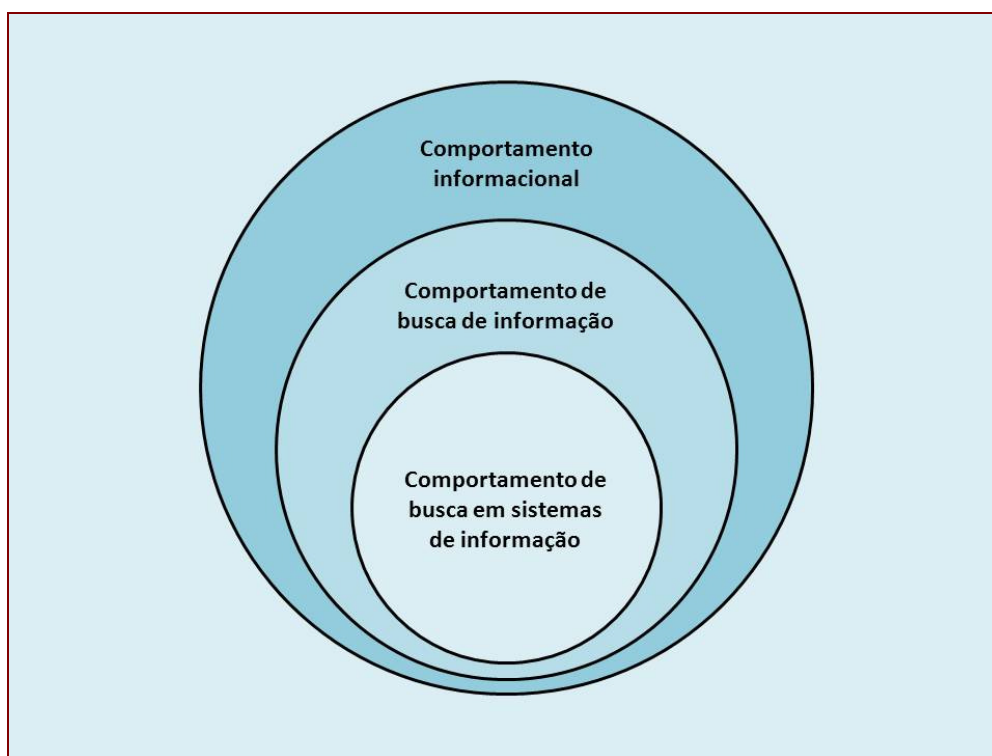 Comportamento
informacional
Comportamento de
busca de informação
Comportamento de
busca em sistemas
de informação